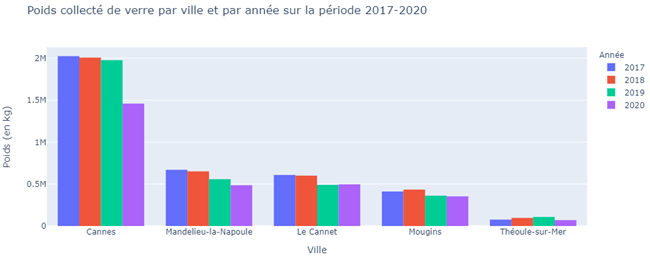 Poids collecté de verre par ville et par année sur la période 2017-2020
Année
2017
2018
2019
2020
2M
1.5M
1M
0.5M
0
Poids (en kg)
Cannes
Mandelieu-la-Napoule
Le Cannet
Mougins
Théoule-sur-Mer
Ville